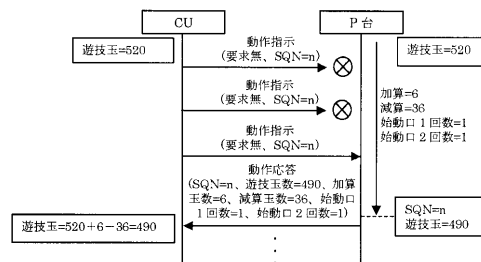 CU
P台
遊技玉=520
遊技玉=520
動作指示
(要求無、SQN=n)
動作指示
(要求無、SQN=n)
加算=6
減算=36
始動口1回数=1
始動口2回数=1
動作指示
(要求無、SQN=n)
動作応答
(SQN=n、遊技玉数=490、加算
玉数=6、減算玉数=36、始動口
1回数=1、始動口2回数=1)
SQN=n
遊技玉=490
遊技玉=520+6-36=490